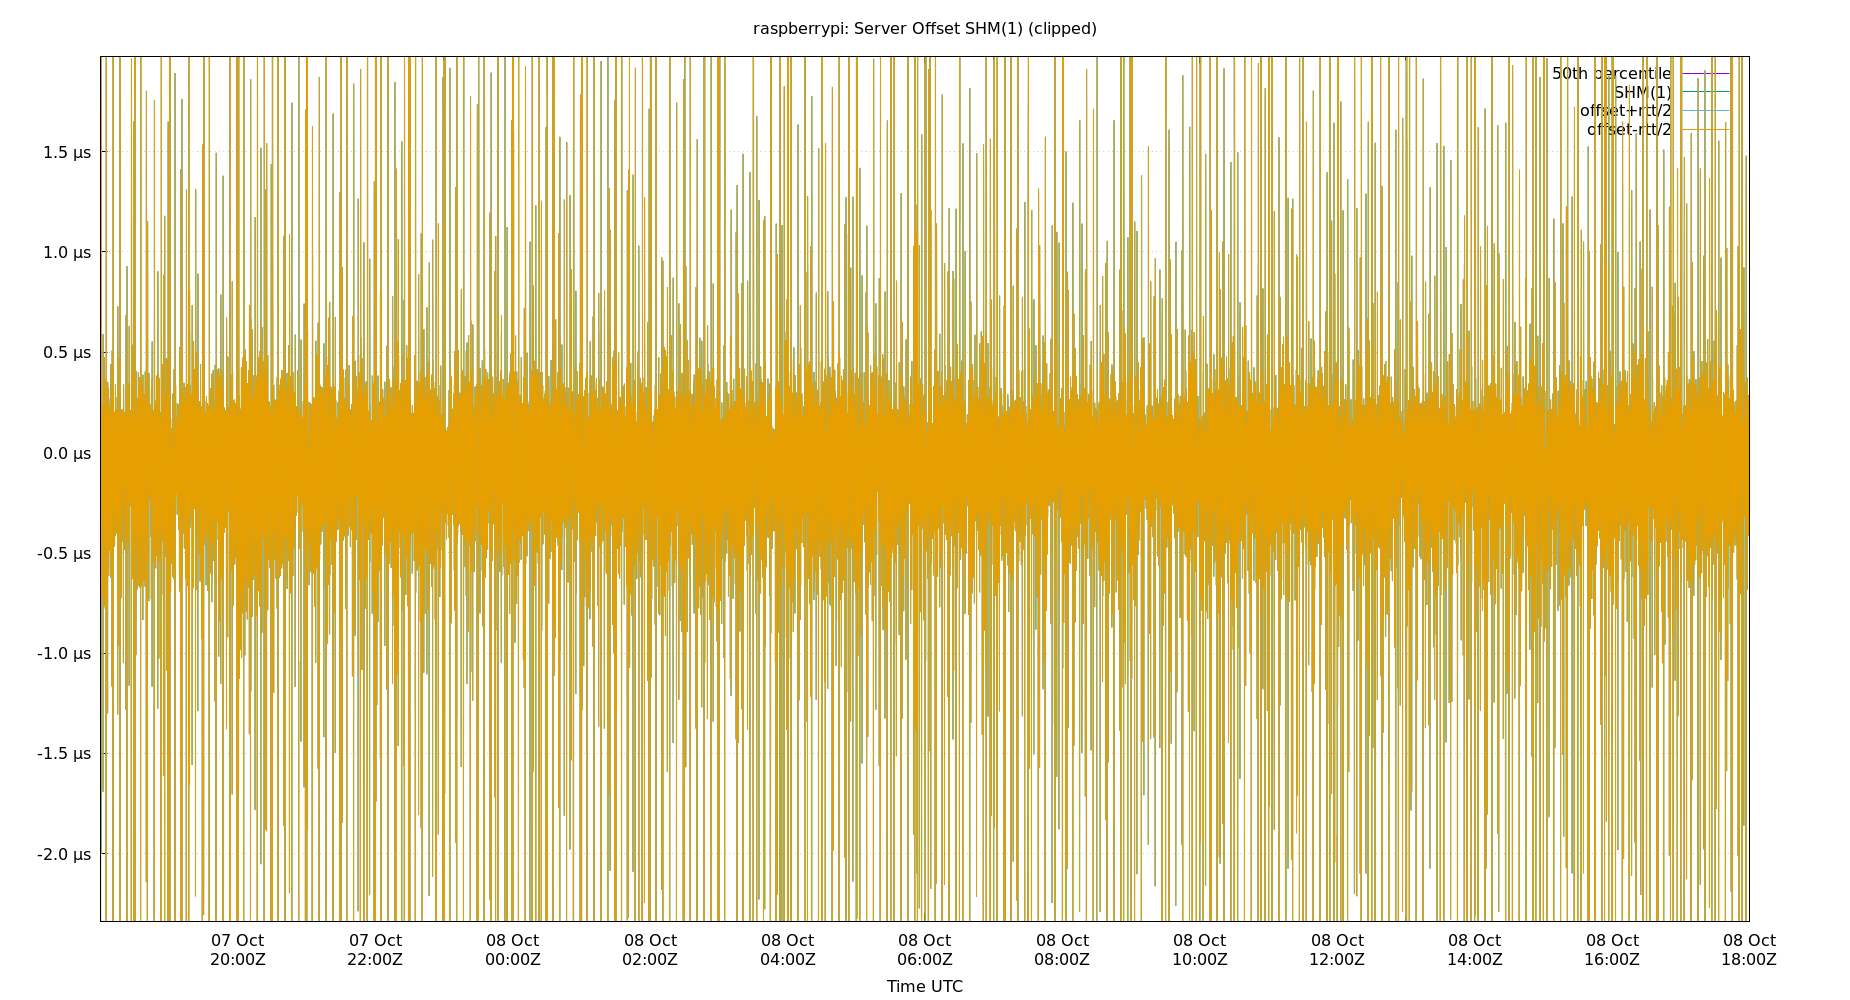 raspberrypi: Server Offset SHM(1) (clipped)
50th percentile
SHM(1)
offset+rtt/2
offset-rtt/2
1.5 µs
1.0 µs
0.5 µs
0.0 µs
-0.5 µs
-1.0 µs
-1.5 µs
-2.0 µs
07 Oct 07 Oct 08 Oct 08 Oct 08 Oct 08 Oct 08 Oct 08 Oct 08 Oct 08 Oct 08 Oct 08 Oct
20:00Z 22:00Z 00:00Z 02:00Z 04:00Z 06:00Z 08:00Z 10:00Z 12:00Z 14:00Z 16:00Z 18:00Z
Time UTC